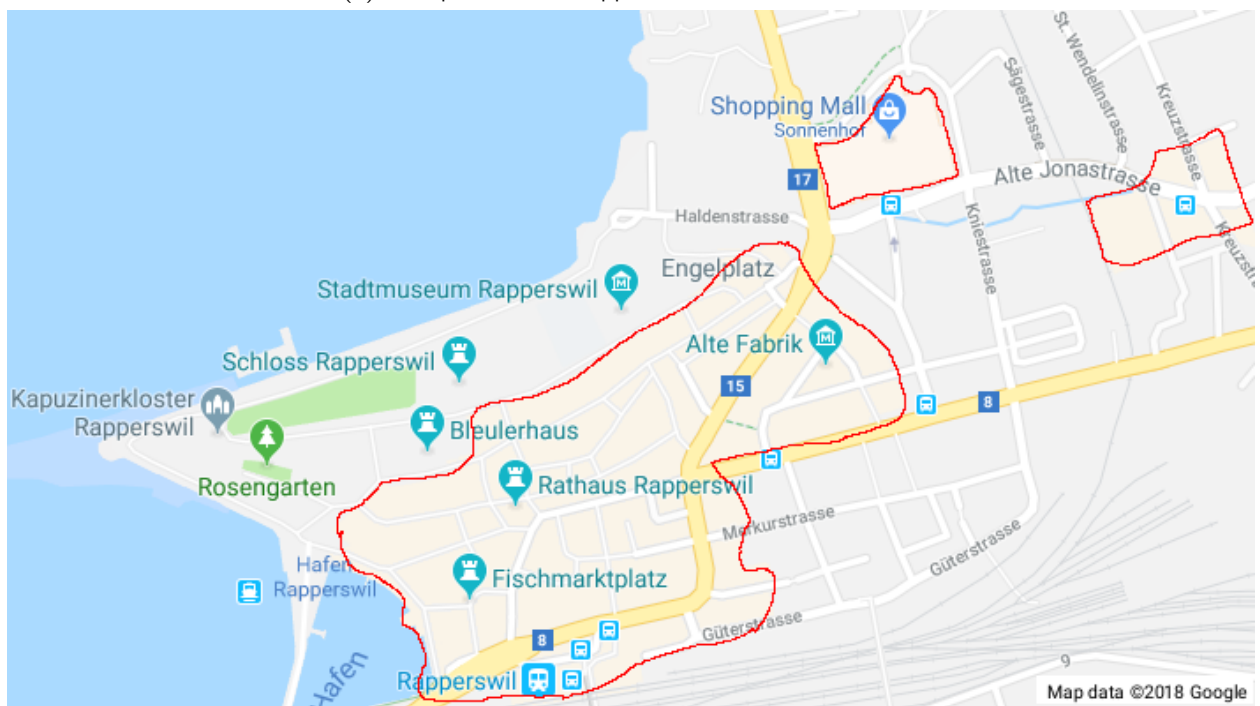 St. Wendelinstrasse
Sägestrasse
Kreuzstrasse
Shopping Mall
Sonnenhof
17
Alte Jonastrasse
Haldenstrasse
Kniestrasse
Engelplatz
Stadtmuseum Rapperswil
Alte Fabrik
Schloss Rapperswil
15
8
Kapuzinerkloster
Rapperswil
Bleulerhaus
Rosengarten
Rathaus Rapperswil
Merkurstrasse
Güterstrasse
Hafen
Rapperswil
Fischmarktplatz
Güterstrasse
8
Hafen
Rapperswil
9
Map data ©2018 Google